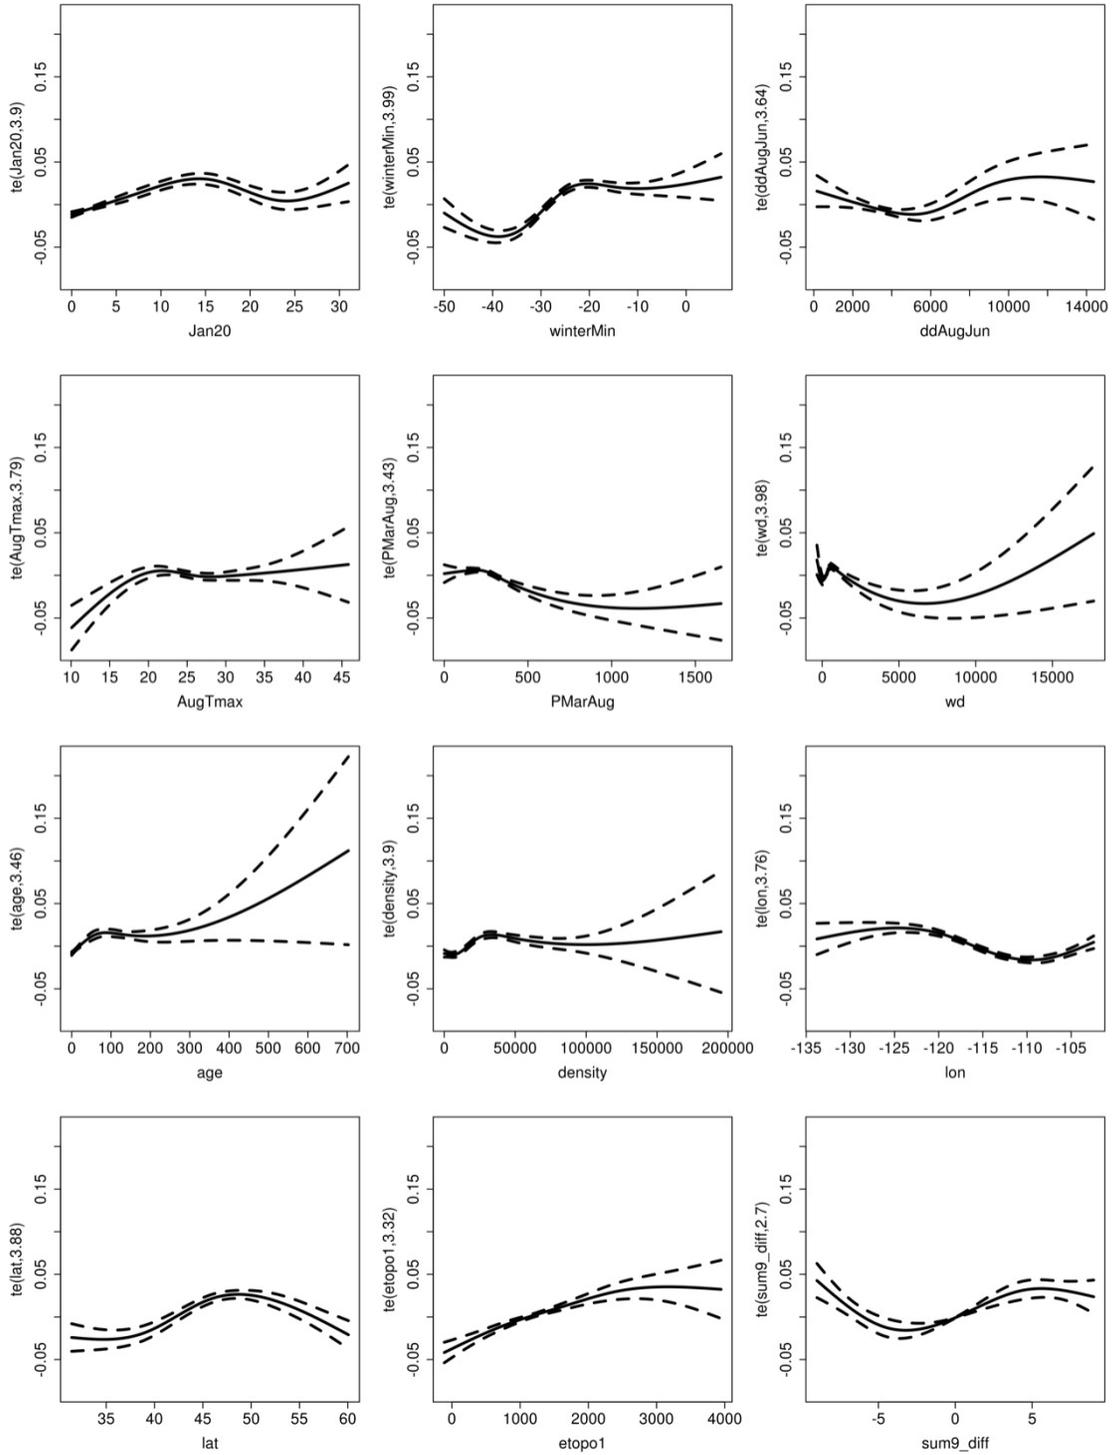 te(Jan20,3.9)
0.15
0.05
-0.05
0 5 10 15 20 25 30
Jan20
te(winterMin,3.99)
0.15
0.05
-0.05
-50 -40 -30 -20 -10 0
winterMin
te(ddAugJun,3.64)
0.15
0.05
-0.05
0 2000 6000 10000 14000
ddAugJun
te(AugTmax,3.79)
0.15
0.05
-0.05
10 15 20 25 30 35 40 45
AugTmax
te(PMarAug,3.43)
0.15
0.05
-0.05
0 500 1000 1500
PMarAug
te(wd,3.98)
0.15
0.05
-0.05
0 5000 10000 15000
wd
te(age,3.46)
0.15
0.05
-0.05
0 100 200 300 400 500 600 700
age
te(density,3.9)
0.15
0.05
-0.05
0 50000 100000 150000 200000
density
te(lon,3.76)
0.15
0.05
-0.05
-135 -130 -125 -120 -115 -110 -105
lon
te(lat,3.88)
0.15
0.05
-0.05
35 40 45 50 55 60
lat
te(etopo1,3.32)
0.15
0.05
-0.05
0 1000 2000 3000 4000
etopo1
te(sum9_diff,2.7)
0.15
0.05
-0.05
-5 0 5
sum9_diff